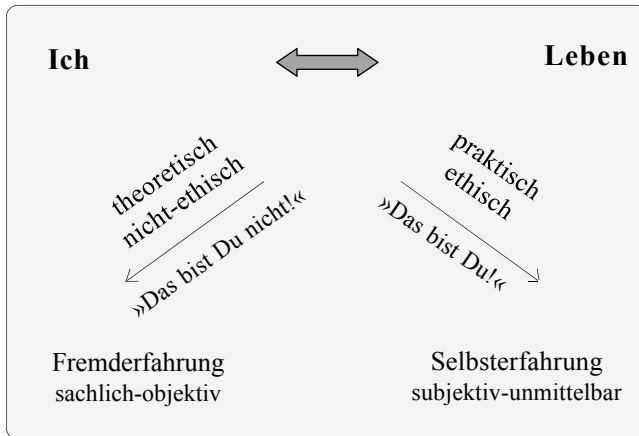 Ich
Leben
theoretisch
nicht-ethisch
»Das bist Du nicht!«
praktisch
ethisch
»Das bist Du!«
Fremderfahrung
sachlich-objektiv
Selbsterfahrung
subjektiv-unmittelbar